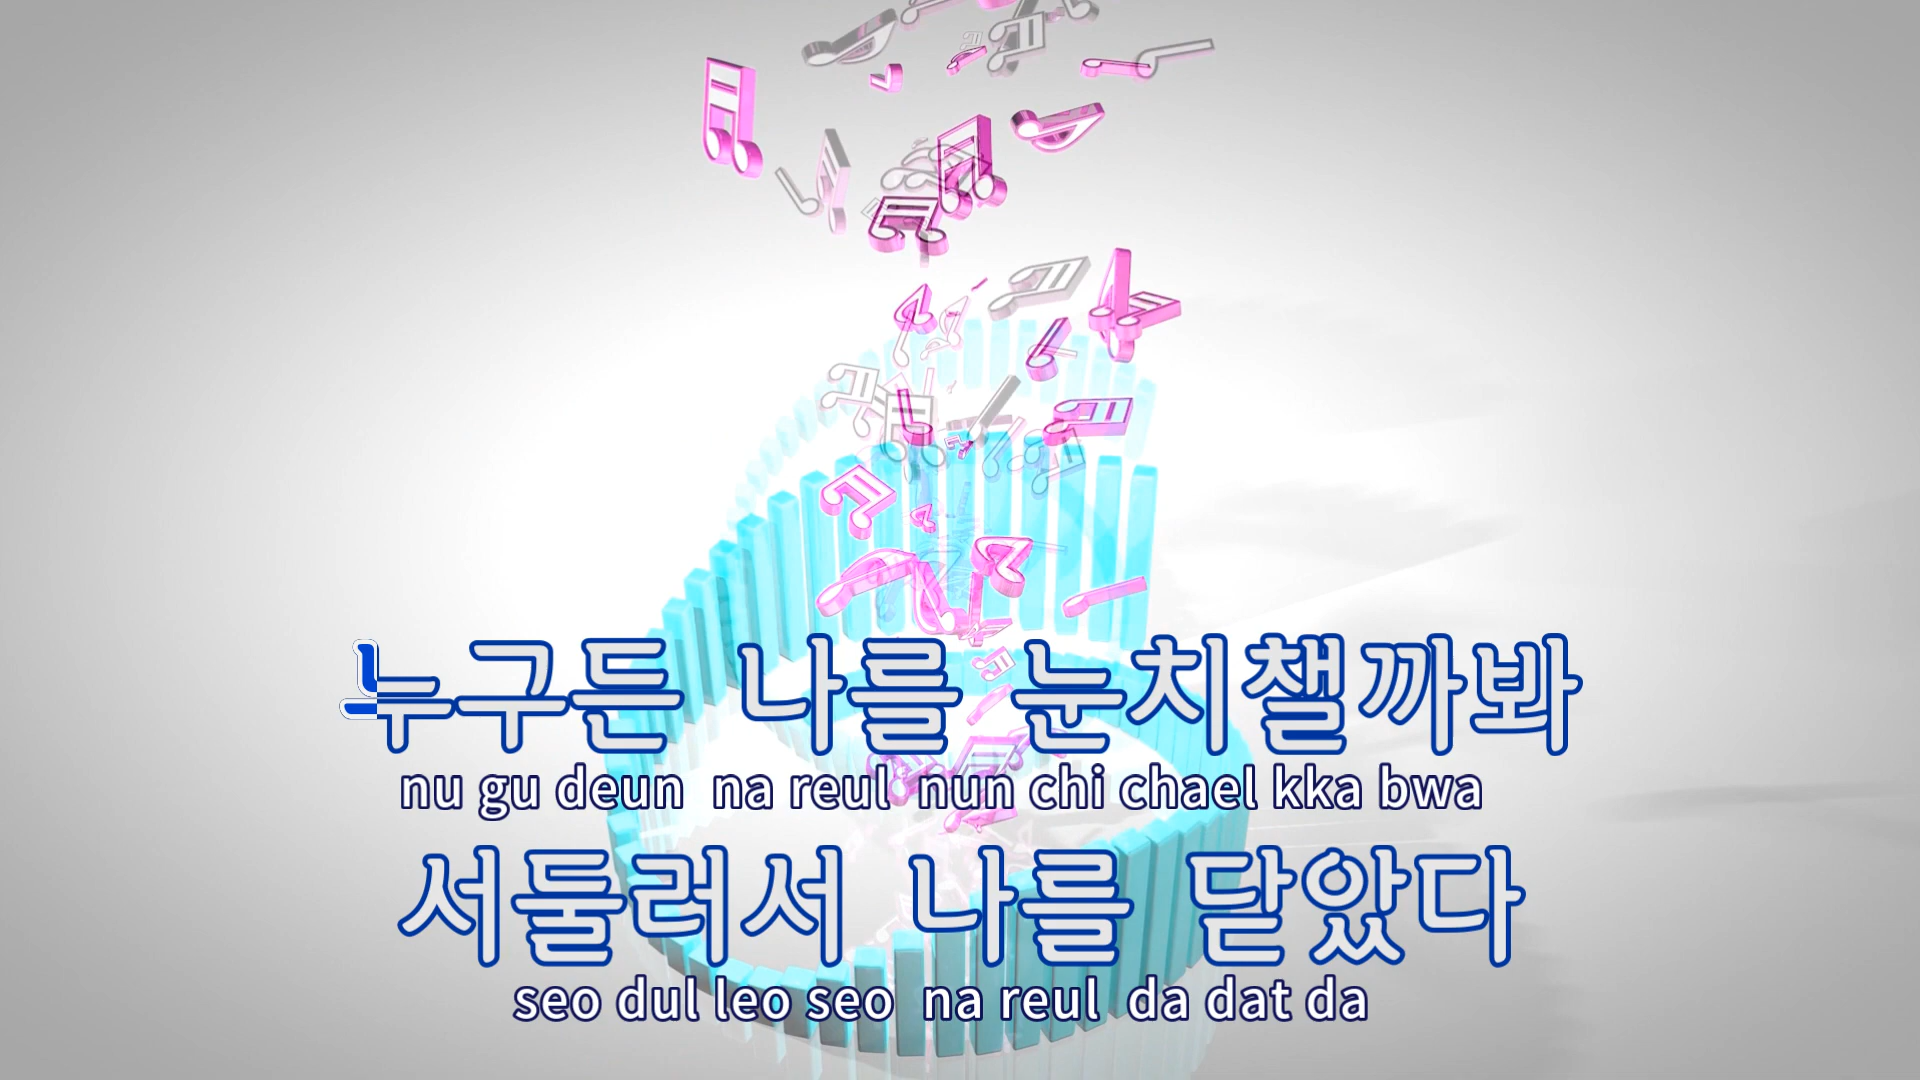 누구든 나를 눈치챌까봐
nu gu deun na reul nun chi chael kka bwa
서둘러서 나를 닫았다
seo dul leo seo na reul da dat da